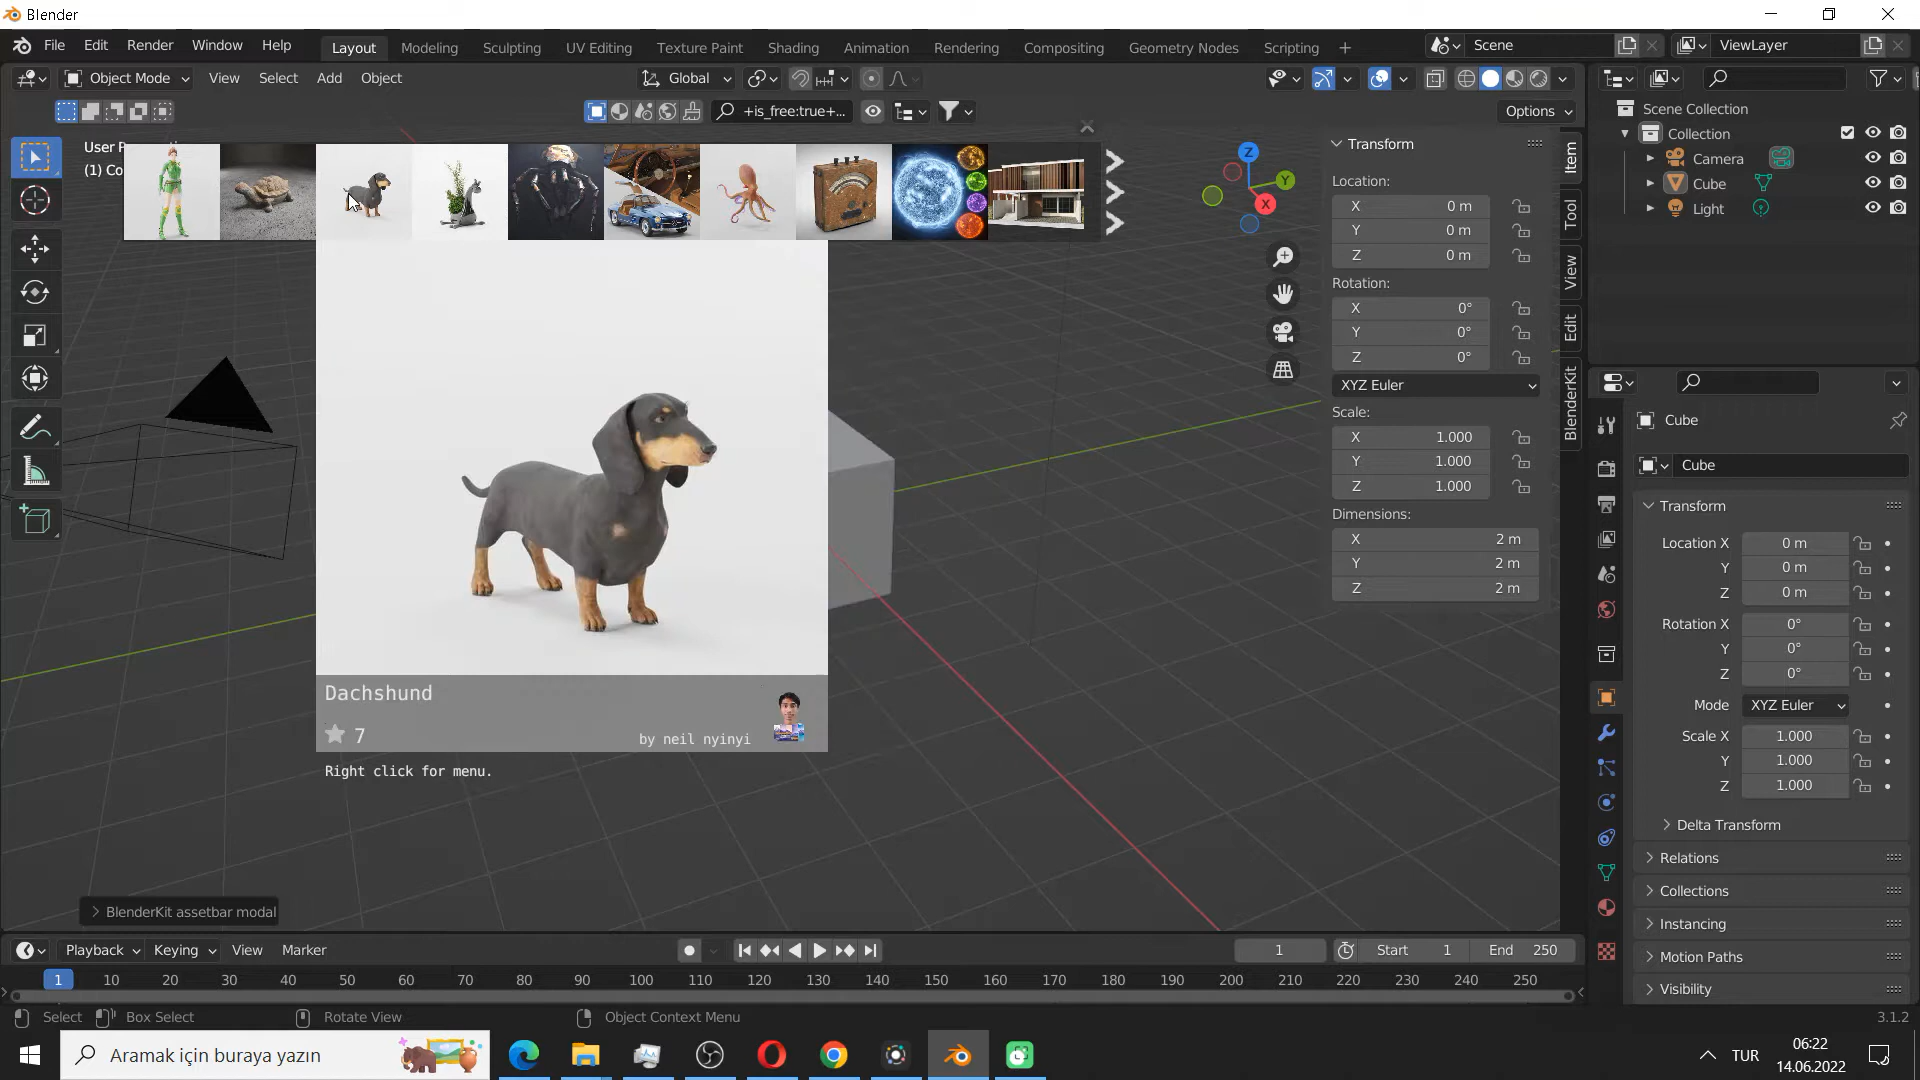 Blender
File Edit Render Window Help Layout Modeling Sculpting UV Editing Texture Paint Shading Animation Rendering Compositing Geometry Nodes Scripting + Scene ViewLayer
Object Mode View Select Add Object Global
+is_free:true+... Options
User P
(1) Co
Z
Y
X
Transform
Location:
X 0 m
Y 0 m
Z 0 m
Rotation:
X 0°
Y 0°
Z 0°
XYZ Euler
Scale:
X 1.000
Y 1.000
Z 1.000
Dimensions:
X 2 m
Y 2 m
Z 2 m
Item
Tool
View
Edit
BlenderKit
Scene Collection
Collection
Camera
Cube
Light
Cube
Cube
Transform
Location X 0 m
Y 0 m
Z 0 m
Rotation X 0°
Y 0°
Z 0°
Mode XYZ Euler
Scale X 1.000
Y 1.000
Z 1.000
Delta Transform
Relations
Collections
Instancing
Motion Paths
Visibility
Dachshund
7
by neil nyinyi
Right click for menu.
BlenderKit assetbar modal
Playback Keying View Marker 1 Start 1 End 250
1 10 20 30 40 50 60 70 80 90 100 110 120 130 140 150 160 170 180 190 200 210 220 230 240 250
Select Box Select Rotate View Object Context Menu 3.1.2
Aramak için buraya yazın
TUR
06:22
14.06.2022